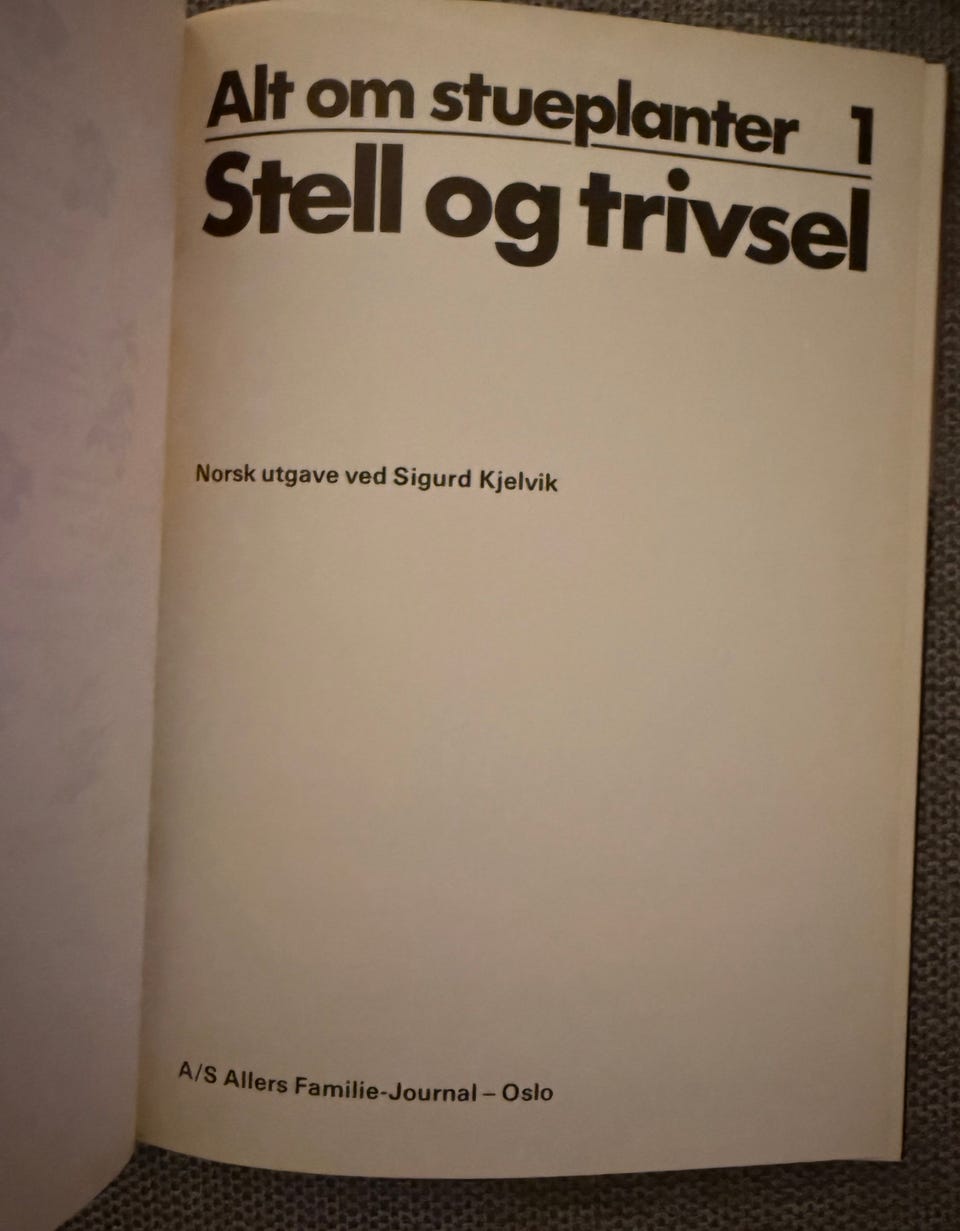 Alt om stueplanter 1
Stell og trivsel
Norsk utgave ved Sigurd Kjelvik
A/S Allers Familie-Journal – Oslo